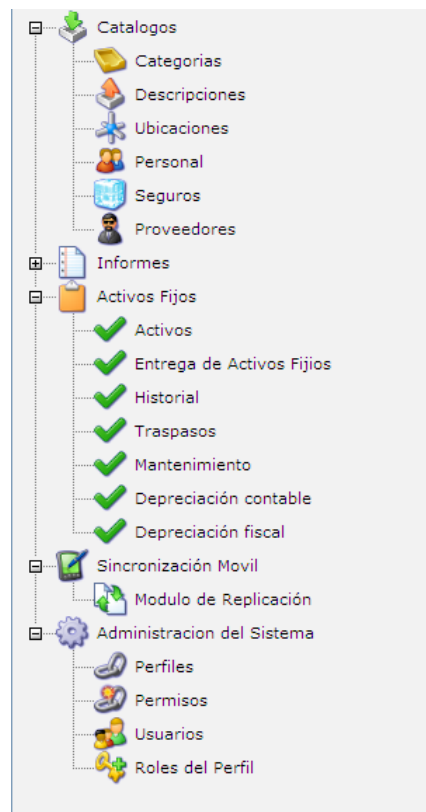 Catalogos
Categorias
Descripciones
Ubicaciones
Personal
Seguros
Proveedores
Informes
Activos Fijos
Activos
Entrega de Activos Fijios
Historial
Traspasos
Mantenimiento
Depreciación contable
Depreciación fiscal
Sincronización Movil
Modulo de Replicación
Administracion del Sistema
Perfiles
Permisos
Usuarios
Roles del Perfil